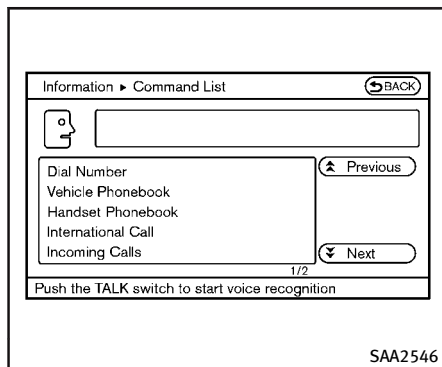 Information ▸ Command List
BACK
Dial Number
Previous
Vehicle Phonebook
Handset Phonebook
International Call
Incoming Calls
Next
1/2
Push the TALK switch to start voice recognition
SAA2546